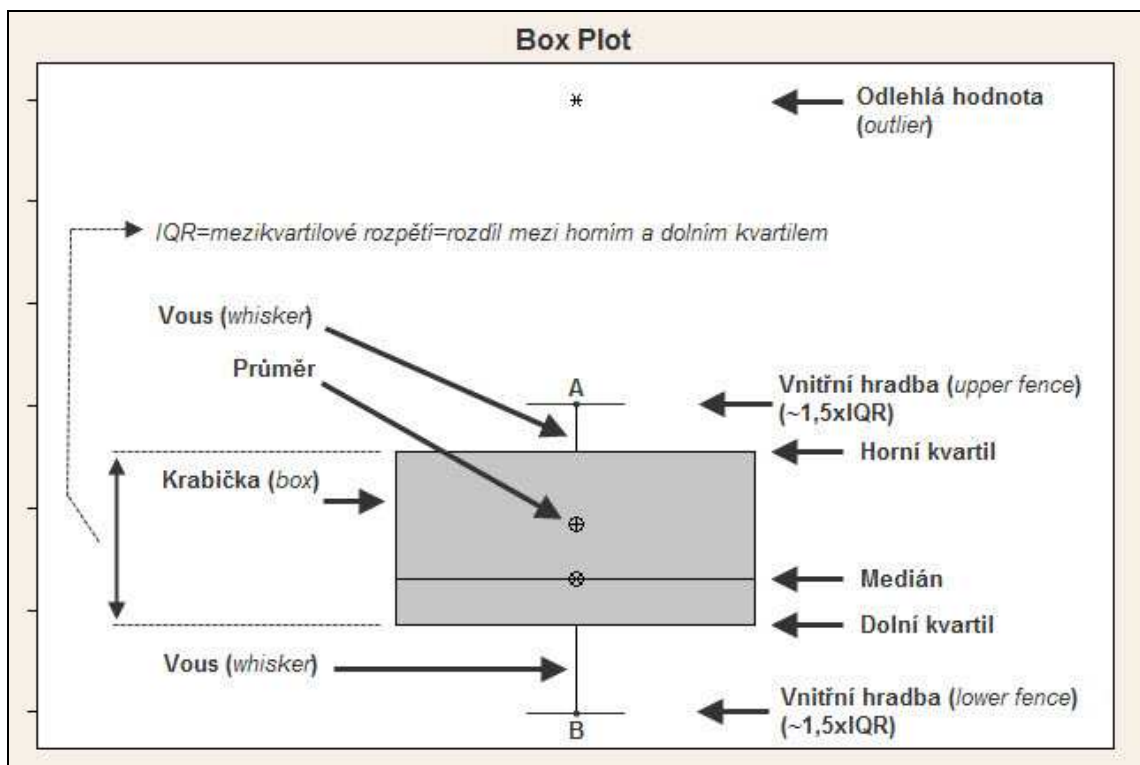 Box Plot
Odlehlá hodnota
(outlier)
IQR=mezikvartilové rozpětí=rozdíl mezi horním a dolním kvartilem
Vous (whisker)
Průměr
A
Vnitřní hradba (upper fence)
(~1,5xIQR)
Horní kvartil
Krabička (box)
Medián
Dolní kvartil
Vous (whisker)
Vnitřní hradba (lower fence)
(~1,5xIQR)
B